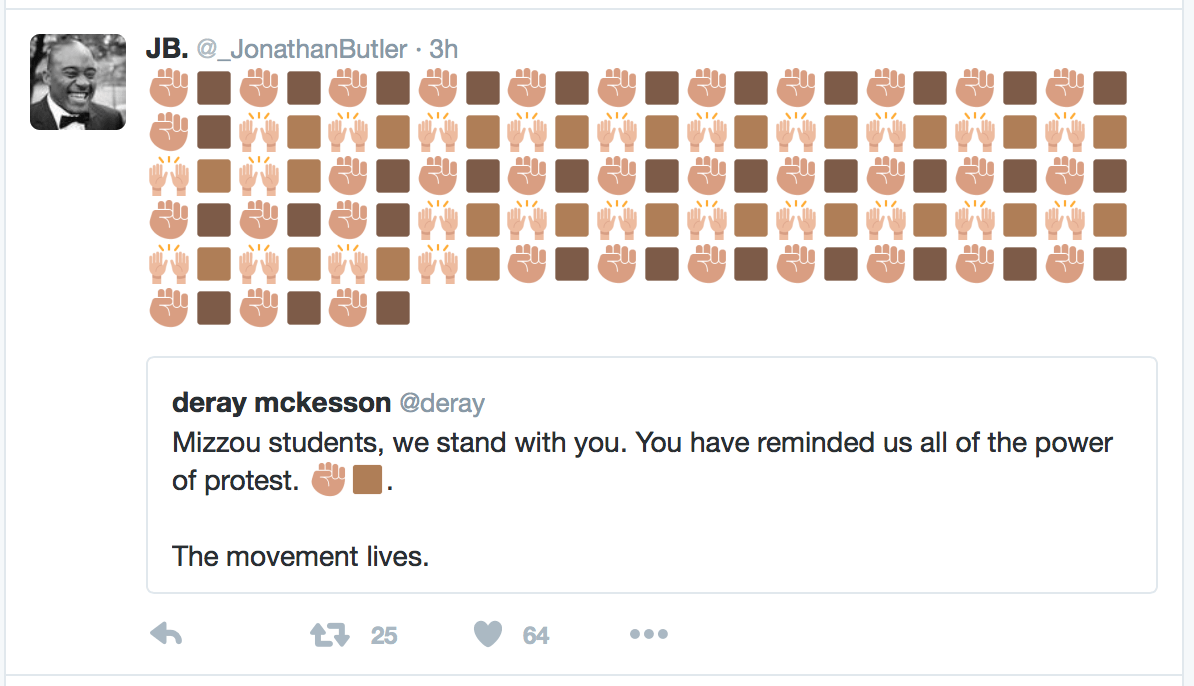 JB. @_JonathanButler · 3h
✊🏿✊🏿✊🏿✊🏿✊🏿✊🏿✊🏿✊🏿✊🏿✊🏿✊🏿
✊🏿🙌🏾🙌🏾🙌🏾🙌🏾🙌🏾🙌🏾🙌🏾🙌🏾🙌🏾🙌🏾
🙌🏾🙌🏾✊🏿✊🏿✊🏿✊🏿✊🏿✊🏿✊🏿✊🏿✊🏿
✊🏿✊🏿✊🏿🙌🏾🙌🏾🙌🏾🙌🏾🙌🏾🙌🏾🙌🏾🙌🏾
🙌🏾🙌🏾🙌🏾🙌🏾✊🏿✊🏿✊🏿✊🏿✊🏿✊🏿✊🏿
✊🏿✊🏿✊🏿
deray mckesson @deray
Mizzou students, we stand with you. You have reminded us all of the power
of protest. ✊🏾.
The movement lives.
25 64